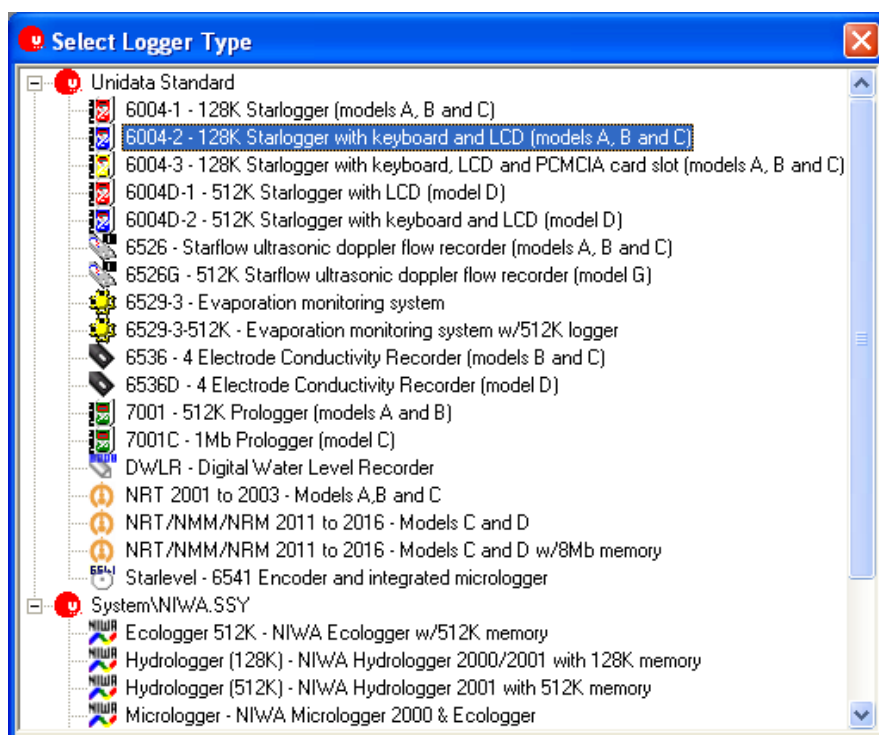 Select Logger Type
Unidata Standard
6004-1 - 128K Starlogger (models A, B and C)
6004-2 - 128K Starlogger with keyboard and LCD (models A, B and C)
6004-3 - 128K Starlogger with keyboard, LCD and PCMCIA card slot (models A, B and C)
6004D-1 - 512K Starlogger with LCD (model D)
6004D-2 - 512K Starlogger with keyboard and LCD (model D)
6526 - Starflow ultrasonic doppler flow recorder (models A, B and C)
6526G - 512K Starflow ultrasonic doppler flow recorder (model G)
6529-3 - Evaporation monitoring system
6529-3-512K - Evaporation monitoring system w/512K logger
6536 - 4 Electrode Conductivity Recorder (models B and C)
6536D - 4 Electrode Conductivity Recorder (model D)
7001 - 512K Prologger (models A and B)
7001C - 1Mb Prologger (model C)
DWLR - Digital Water Level Recorder
NRT 2001 to 2003 - Models A,B and C
NRT/NMM/NRM 2011 to 2016 - Models C and D
NRT/NMM/NRM 2011 to 2016 - Models C and D w/8Mb memory
6541 Starlevel - 6541 Encoder and integrated micrologger
System\NIWA.SSY
NIWA Ecologger 512K - NIWA Ecologger w/512K memory
NIWA Hydrologger (128K) - NIWA Hydrologger 2000/2001 with 128K memory
NIWA Hydrologger (512K) - NIWA Hydrologger 2001 with 512K memory
NIWA Micrologger - NIWA Micrologger 2000 & Ecologger